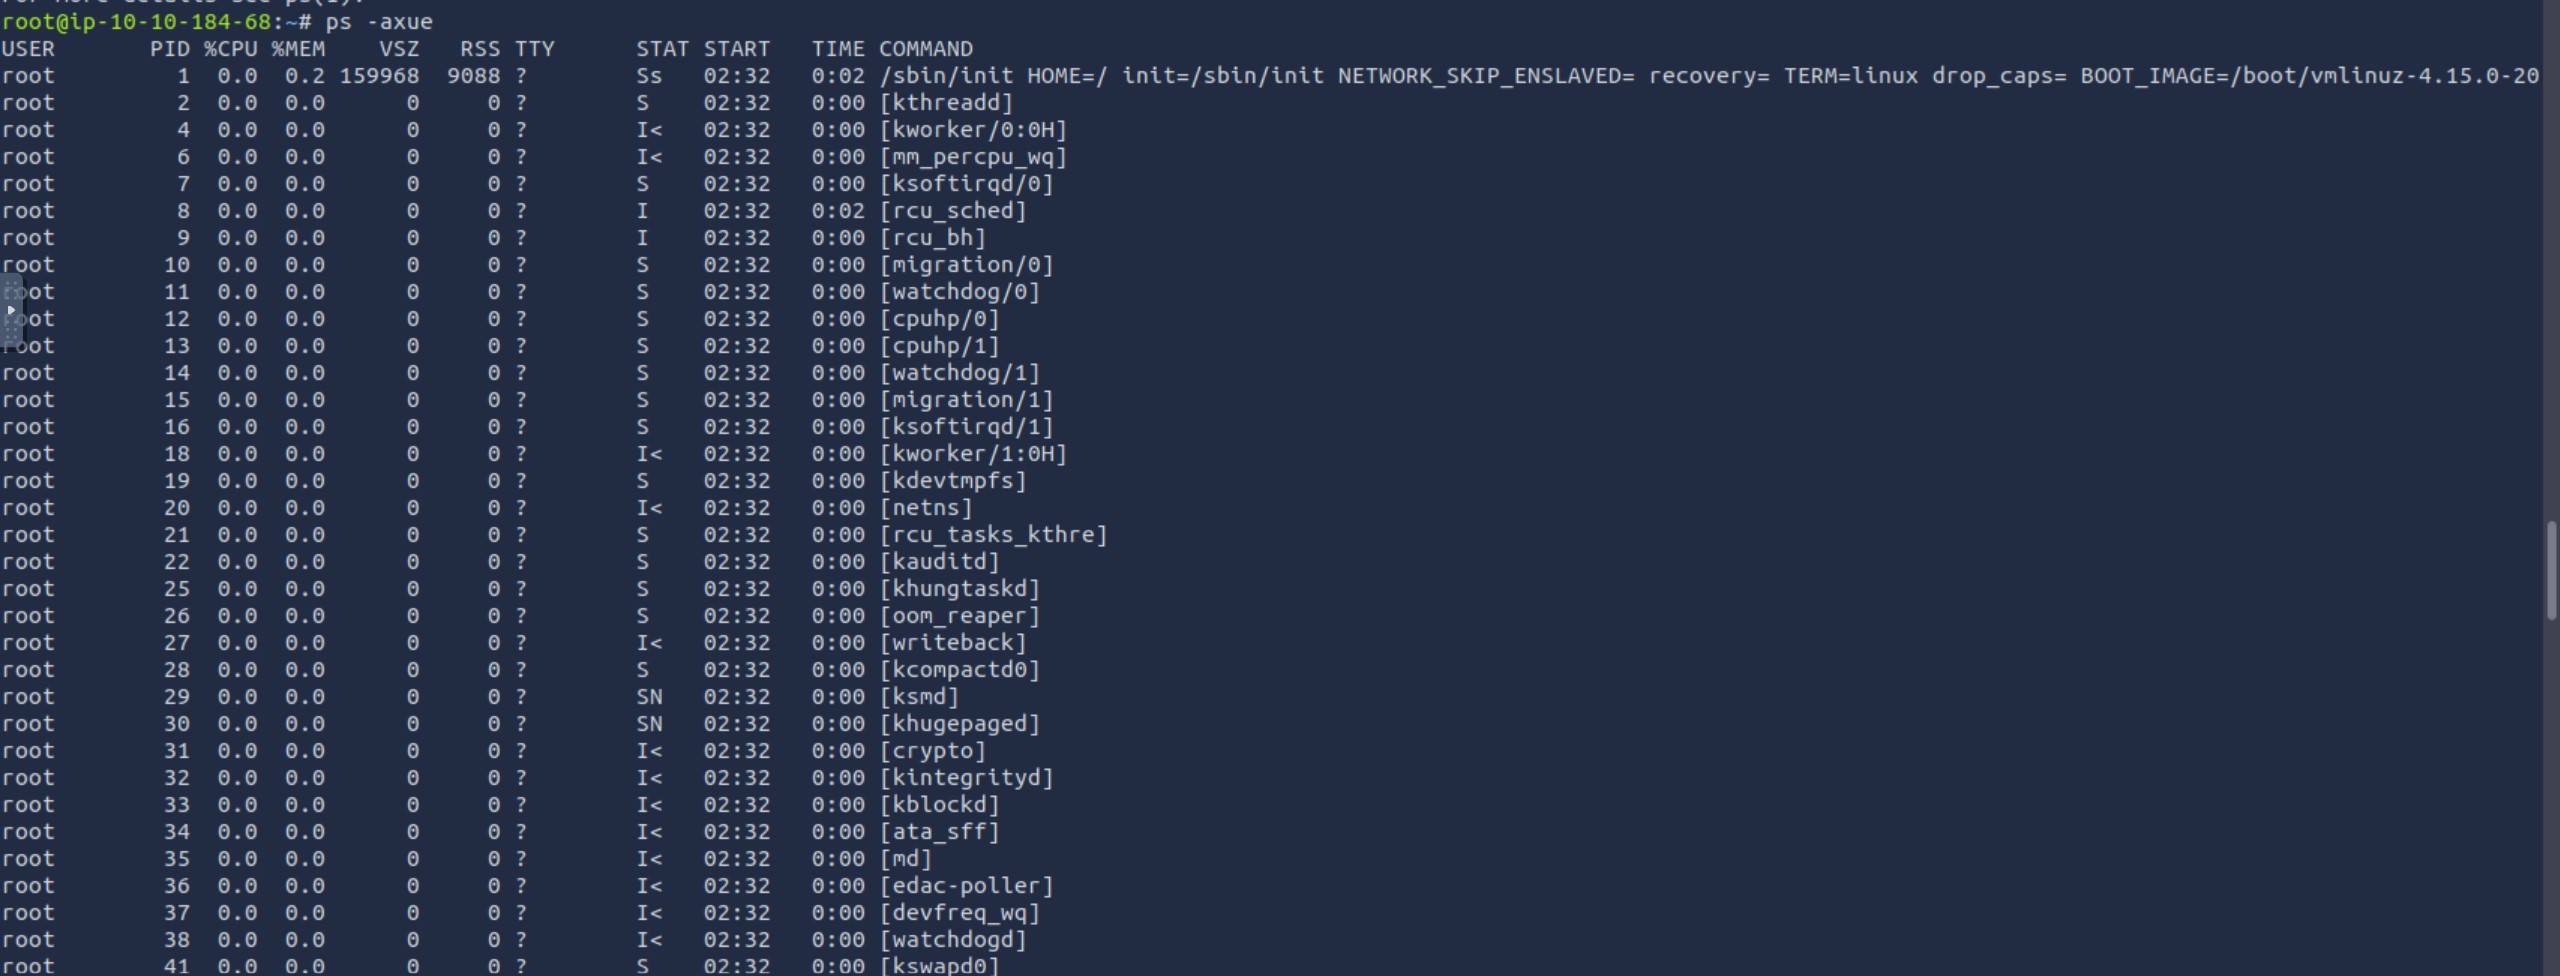 For more details see ps(1).
root@ip-10-10-184-68:~# ps -axue
USER       PID %CPU %MEM    VSZ   RSS TTY      STAT START   TIME COMMAND
root         1  0.0  0.2 159968  9088 ?        Ss   02:32   0:02 /sbin/init HOME=/ init=/sbin/init NETWORK_SKIP_ENSLAVED= recovery= TERM=linux drop_caps= BOOT_IMAGE=/boot/vmlinuz-4.15.0-20
root         2  0.0  0.0      0     0 ?        S    02:32   0:00 [kthreadd]
root         4  0.0  0.0      0     0 ?        I<   02:32   0:00 [kworker/0:0H]
root         6  0.0  0.0      0     0 ?        I<   02:32   0:00 [mm_percpu_wq]
root         7  0.0  0.0      0     0 ?        S    02:32   0:00 [ksoftirqd/0]
root         8  0.0  0.0      0     0 ?        I    02:32   0:02 [rcu_sched]
root         9  0.0  0.0      0     0 ?        I    02:32   0:00 [rcu_bh]
root        10  0.0  0.0      0     0 ?        S    02:32   0:00 [migration/0]
root        11  0.0  0.0      0     0 ?        S    02:32   0:00 [watchdog/0]
root        12  0.0  0.0      0     0 ?        S    02:32   0:00 [cpuhp/0]
root        13  0.0  0.0      0     0 ?        S    02:32   0:00 [cpuhp/1]
root        14  0.0  0.0      0     0 ?        S    02:32   0:00 [watchdog/1]
root        15  0.0  0.0      0     0 ?        S    02:32   0:00 [migration/1]
root        16  0.0  0.0      0     0 ?        S    02:32   0:00 [ksoftirqd/1]
root        18  0.0  0.0      0     0 ?        I<   02:32   0:00 [kworker/1:0H]
root        19  0.0  0.0      0     0 ?        S    02:32   0:00 [kdevtmpfs]
root        20  0.0  0.0      0     0 ?        I<   02:32   0:00 [netns]
root        21  0.0  0.0      0     0 ?        S    02:32   0:00 [rcu_tasks_kthre]
root        22  0.0  0.0      0     0 ?        S    02:32   0:00 [kauditd]
root        25  0.0  0.0      0     0 ?        S    02:32   0:00 [khungtaskd]
root        26  0.0  0.0      0     0 ?        S    02:32   0:00 [oom_reaper]
root        27  0.0  0.0      0     0 ?        I<   02:32   0:00 [writeback]
root        28  0.0  0.0      0     0 ?        S    02:32   0:00 [kcompactd0]
root        29  0.0  0.0      0     0 ?        SN   02:32   0:00 [ksmd]
root        30  0.0  0.0      0     0 ?        SN   02:32   0:00 [khugepaged]
root        31  0.0  0.0      0     0 ?        I<   02:32   0:00 [crypto]
root        32  0.0  0.0      0     0 ?        I<   02:32   0:00 [kintegrityd]
root        33  0.0  0.0      0     0 ?        I<   02:32   0:00 [kblockd]
root        34  0.0  0.0      0     0 ?        I<   02:32   0:00 [ata_sff]
root        35  0.0  0.0      0     0 ?        I<   02:32   0:00 [md]
root        36  0.0  0.0      0     0 ?        I<   02:32   0:00 [edac-poller]
root        37  0.0  0.0      0     0 ?        I<   02:32   0:00 [devfreq_wq]
root        38  0.0  0.0      0     0 ?        I<   02:32   0:00 [watchdogd]
root        41  0.0  0.0      0     0 ?        S    02:32   0:00 [kswapd0]